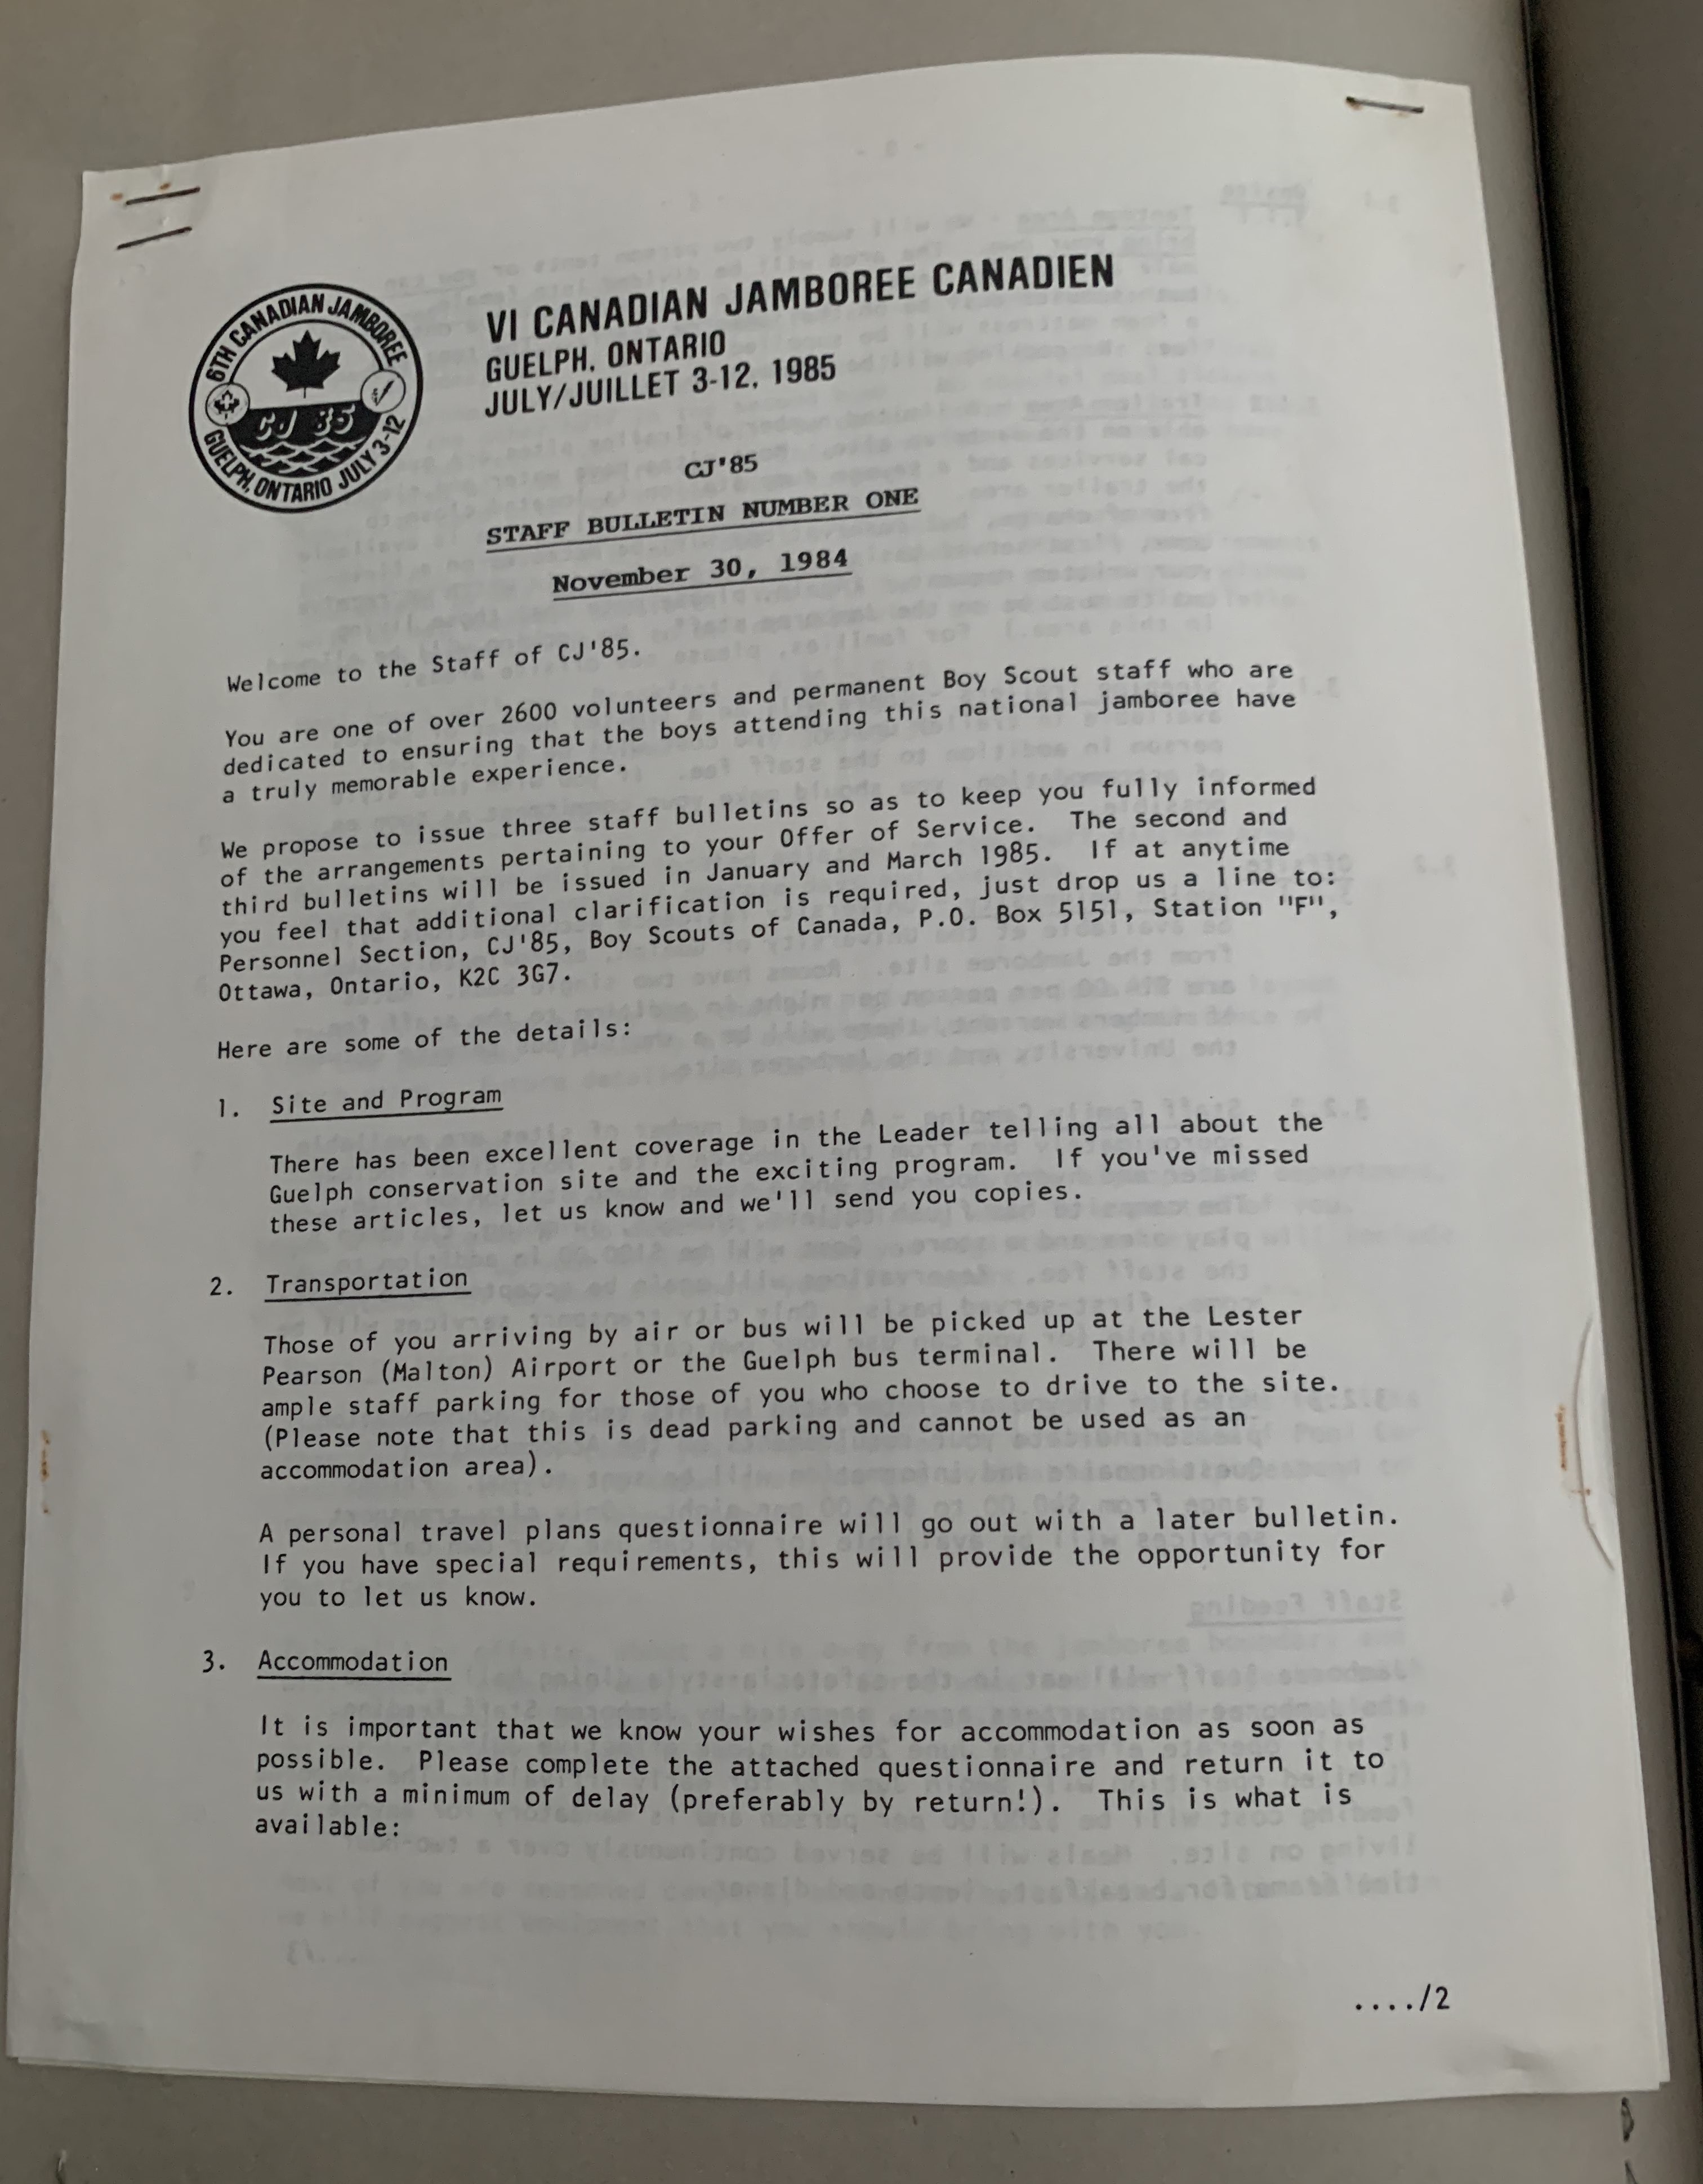 6TH CANADIAN JAMBOREE
CJ 85
GUELPH, ONTARIO JULY 3-12
VI CANADIAN JAMBOREE CANADIEN
GUELPH, ONTARIO
JULY/JUILLET 3-12, 1985
CJ'85
STAFF BULLETIN NUMBER ONE
November 30, 1984
Welcome to the Staff of CJ'85.
You are one of over 2600 volunteers and permanent Boy Scout staff who are
dedicated to ensuring that the boys attending this national jamboree have
a truly memorable experience.
We propose to issue three staff bulletins so as to keep you fully informed
of the arrangements pertaining to your Offer of Service. The second and
third bulletins will be issued in January and March 1985. If at anytime
you feel that additional clarification is required, just drop us a line to:
Personnel Section, CJ'85, Boy Scouts of Canada, P.O. Box 5151, Station "F",
Ottawa, Ontario, K2C 3G7.
Here are some of the details:
1. Site and Program
There has been excellent coverage in the Leader telling all about the
Guelph conservation site and the exciting program. If you've missed
these articles, let us know and we'll send you copies.
2. Transportation
Those of you arriving by air or bus will be picked up at the Lester
Pearson (Malton) Airport or the Guelph bus terminal. There will be
ample staff parking for those of you who choose to drive to the site.
(Please note that this is dead parking and cannot be used as an
accommodation area).
A personal travel plans questionnaire will go out with a later bulletin.
If you have special requirements, this will provide the opportunity for
you to let us know.
3. Accommodation
It is important that we know your wishes for accommodation as soon as
possible. Please complete the attached questionnaire and return it to
us with a minimum of delay (preferably by return!). This is what is
available:
..../2